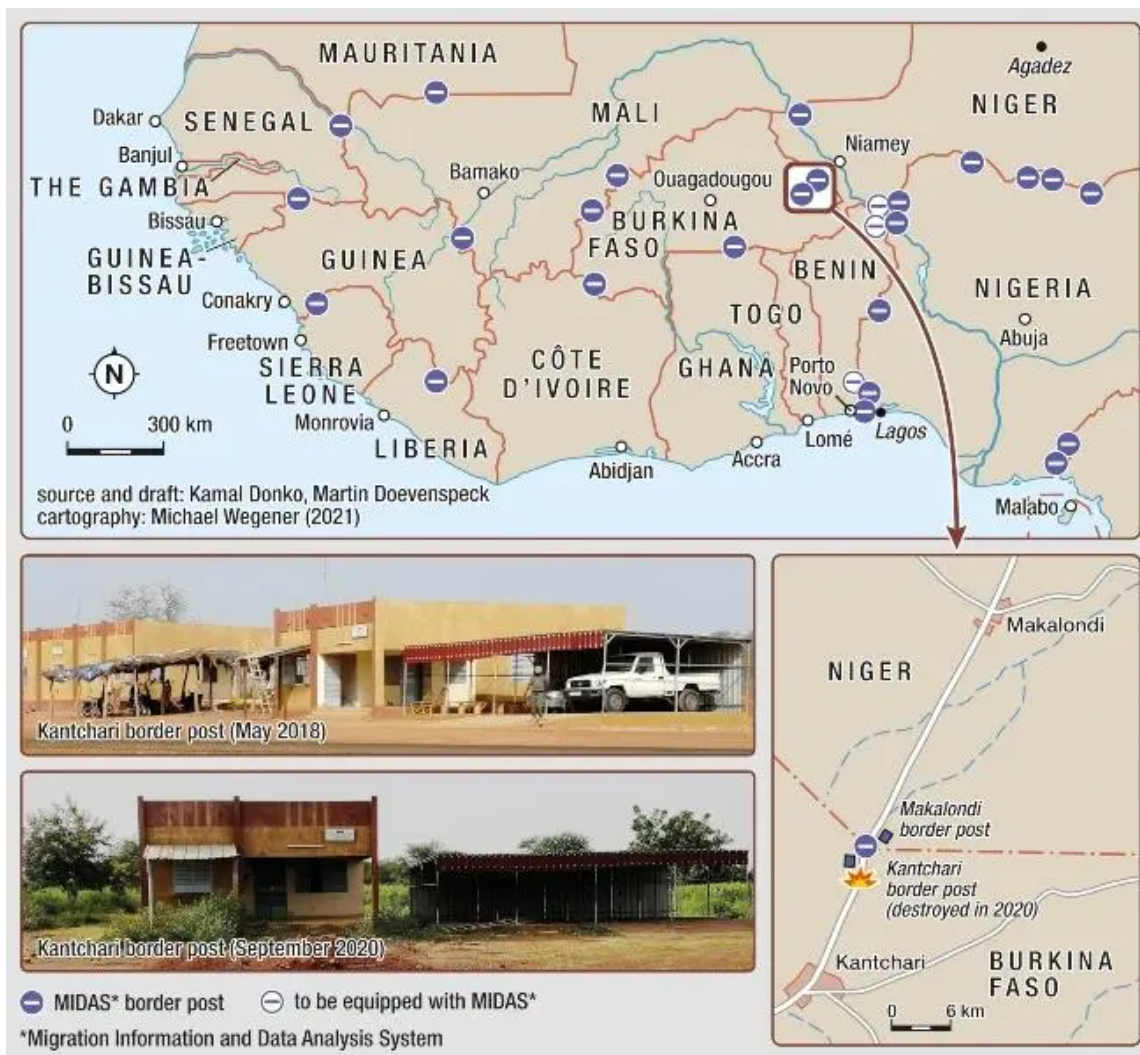 MAURITANIA
Agadez
NIGER
MALI
Dakar
SENEGAL
Niamey
Banjul
THE GAMBIA
Bamako
Ouagadougou
Bissau
BURKINA
FASO
GUINEA-
BISSAU
GUINEA
BENIN
NIGERIA
Conakry
TOGO
Abuja
Freetown
SIERRA
LEONE
CÔTE
D'IVOIRE
GHANA
Porto
Novo
N
0 300 km
Monrovia
LIBERIA
Lomé
Lagos
Accra
Abidjan
Malabo
source and draft: Kamal Donko, Martin Doevenspeck
cartography: Michael Wegener (2021)
Kantchari border post (May 2018)
Kantchari border post (September 2020)
Makalondi
NIGER
Makalondi
border post
Kantchari
border post
(destroyed in 2020)
Kantchari
BURKINA
FASO
0 6 km
MIDAS* border post
to be equipped with MIDAS*
*Migration Information and Data Analysis System